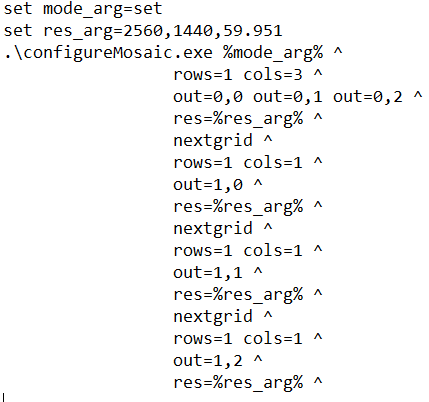 set mode_arg=set
set res_arg=2560,1440,59.951
.\configureMosaic.exe %mode_arg% ^
rows=1 cols=3 ^
out=0,0 out=0,1 out=0,2 ^
res=%res_arg% ^
nextgrid ^
rows=1 cols=1 ^
out=1,0 ^
res=%res_arg% ^
nextgrid ^
rows=1 cols=1 ^
out=1,1 ^
res=%res_arg% ^
nextgrid ^
rows=1 cols=1 ^
out=1,2 ^
res=%res_arg% ^